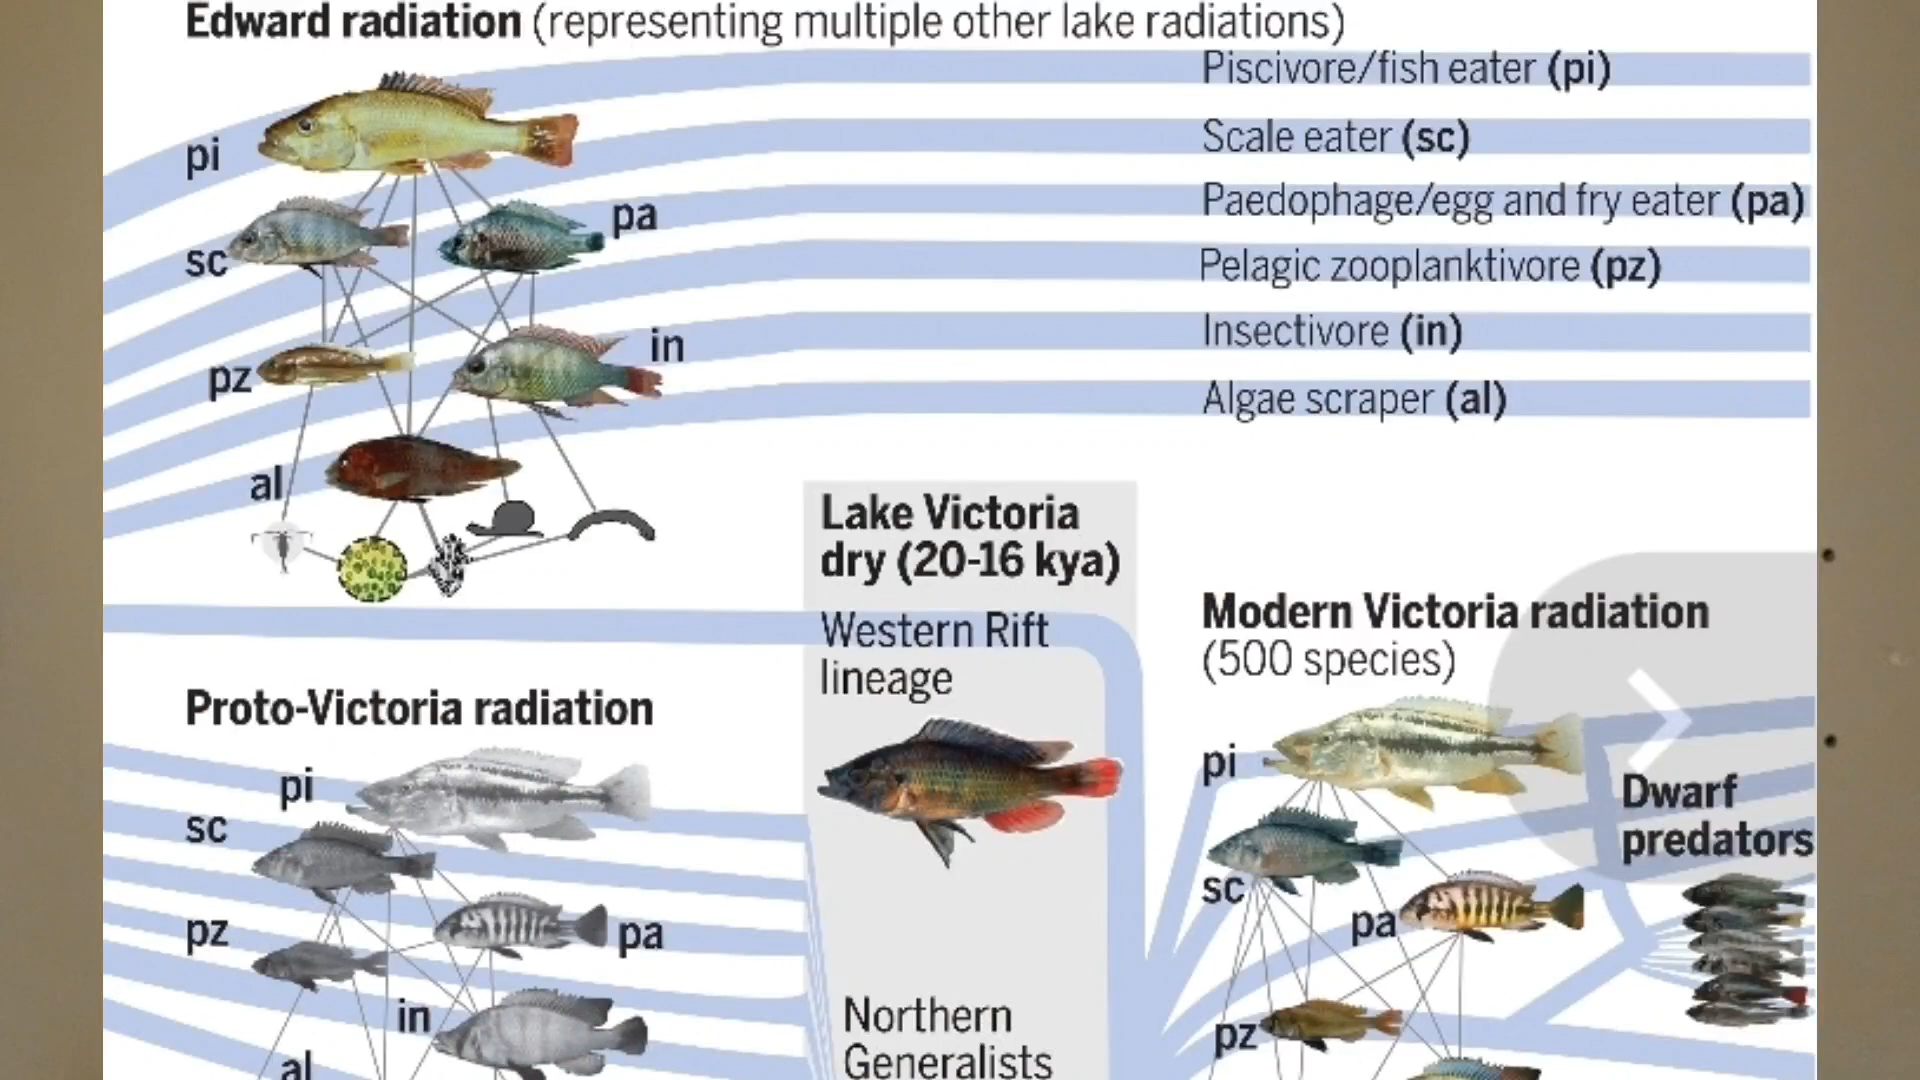 Edward radiation (representing multiple other lake radiations)
Piscivore/fish eater (pi)
Scale eater (sc)
Paedophage/egg and fry eater (pa)
Pelagic zooplanktivore (pz)
Insectivore (in)
Algae scraper (al)
pi
pa
sc
in
pz
al
Lake Victoria
dry (20-16 kya)
Western Rift
lineage
Northern
Generalists
Proto-Victoria radiation
pi
sc
pz
pa
in
al
Modern Victoria radiation
(500 species)
pi
Dwarf
predators
sc
pa
pz